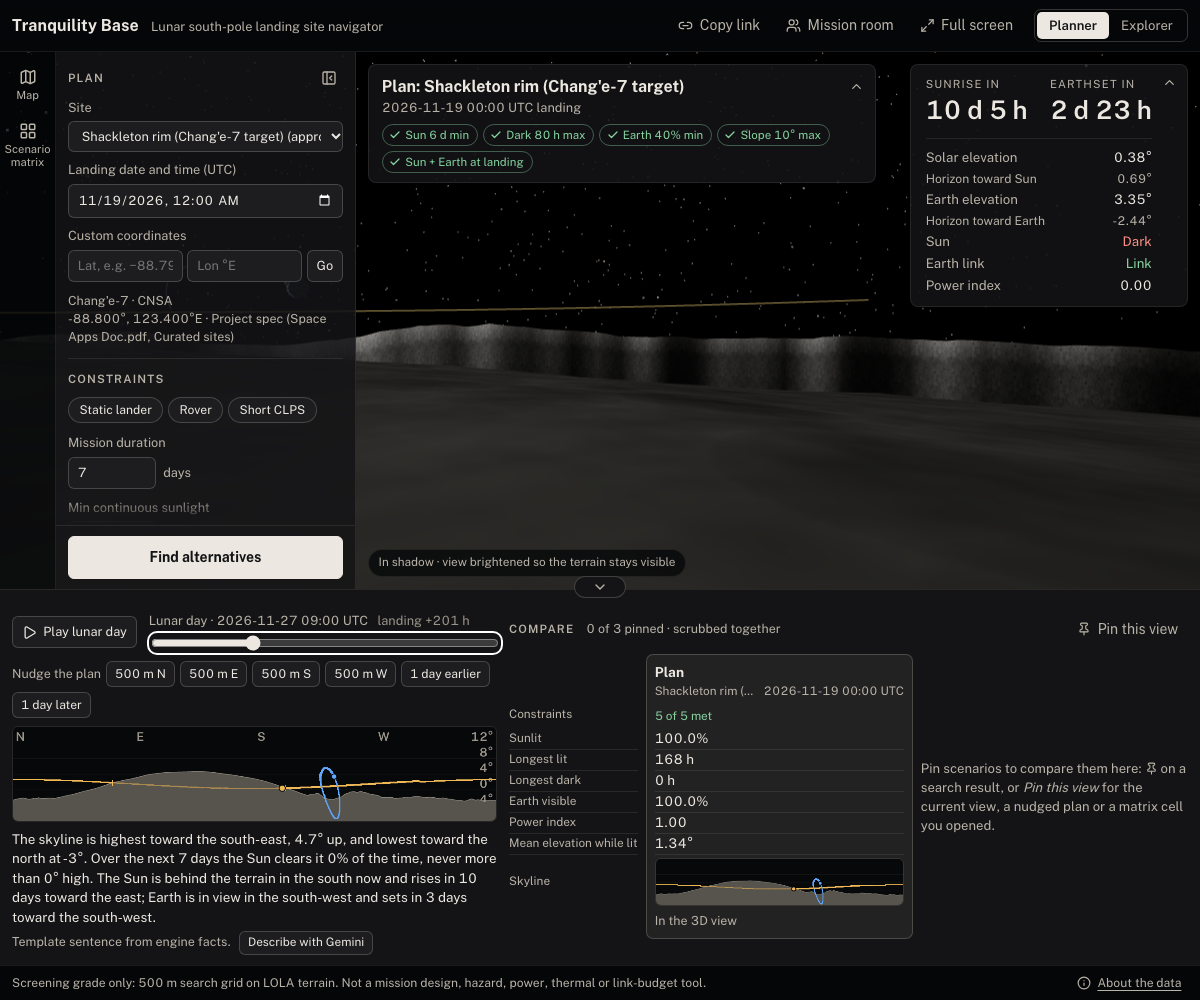 Tranquility Base Lunar south-pole landing site navigator
Copy link Mission room Full screen Planner Explorer
Map
Scenario matrix
PLAN
Site
Shackleton rim (Chang'e-7 target) (appro
Landing date and time (UTC)
11/19/2026, 12:00 AM
Custom coordinates
Lat, e.g. −88.79 Lon °E Go
Chang'e-7 · CNSA
-88.800°, 123.400°E · Project spec (Space
Apps Doc.pdf, Curated sites)
CONSTRAINTS
Static lander Rover Short CLPS
Mission duration
7 days
Min continuous sunlight
Find alternatives
Plan: Shackleton rim (Chang'e-7 target)
2026-11-19 00:00 UTC landing
Sun 6 d min Dark 80 h max Earth 40% min Slope 10° max
Sun + Earth at landing
SUNRISE IN EARTHSET IN
10 d 5 h 2 d 23 h
Solar elevation 0.38°
Horizon toward Sun 0.69°
Earth elevation 3.35°
Horizon toward Earth -2.44°
Sun Dark
Earth link Link
Power index 0.00
In shadow · view brightened so the terrain stays visible
Play lunar day
Lunar day · 2026-11-27 09:00 UTC landing +201 h
Nudge the plan 500 m N 500 m E 500 m S 500 m W 1 day earlier
1 day later
N E S W 12°
8°
4°
0°
-4°
The skyline is highest toward the south-east, 4.7° up, and lowest toward the
north at -3°. Over the next 7 days the Sun clears it 0% of the time, never more
than 0° high. The Sun is behind the terrain in the south now and rises in 10
days toward the east; Earth is in view in the south-west and sets in 3 days
toward the south-west.
Template sentence from engine facts. Describe with Gemini
COMPARE 0 of 3 pinned · scrubbed together Pin this view
Plan
Shackleton rim (... 2026-11-19 00:00 UTC
Constraints 5 of 5 met
Sunlit 100.0%
Longest lit 168 h
Longest dark 0 h
Earth visible 100.0%
Power index 1.00
Mean elevation while lit 1.34°
Skyline
In the 3D view
Pin scenarios to compare them here: on a
search result, or Pin this view for the
current view, a nudged plan or a matrix cell
you opened.
Screening grade only: 500 m search grid on LOLA terrain. Not a mission design, hazard, power, thermal or link-budget tool.
About the data